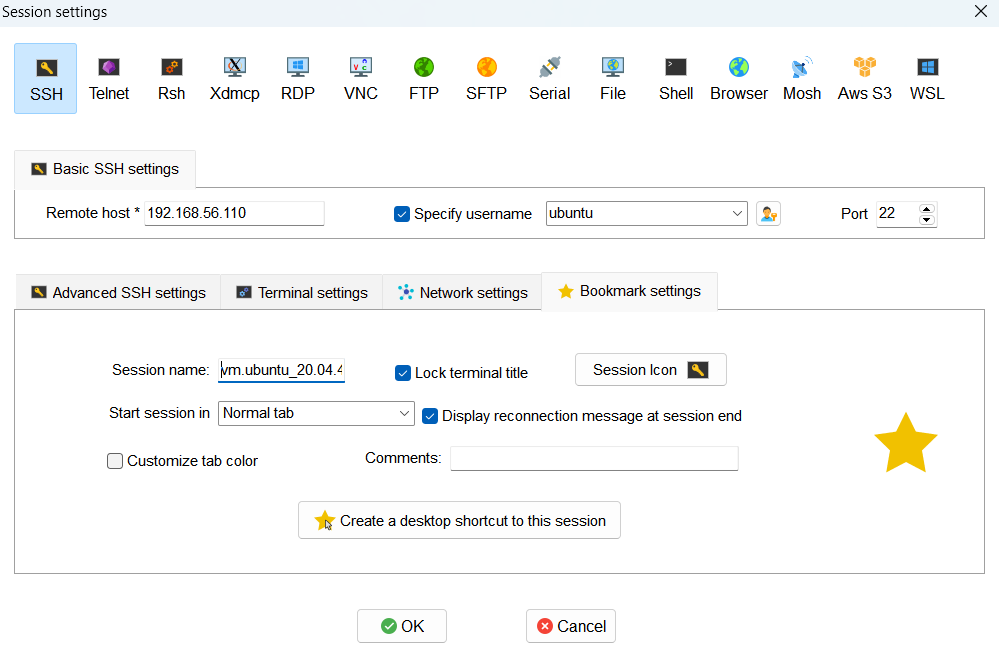 Session settings
SSH Telnet Rsh Xdmcp RDP VNC FTP SFTP Serial File Shell Browser Mosh Aws S3 WSL
Basic SSH settings
Remote host * 192.168.56.110 Specify username ubuntu Port 22
Advanced SSH settings Terminal settings Network settings Bookmark settings
Session name: vm.ubuntu_20.04.4 Lock terminal title Session Icon
Start session in Normal tab Display reconnection message at session end
Customize tab color Comments:
Create a desktop shortcut to this session
OK Cancel